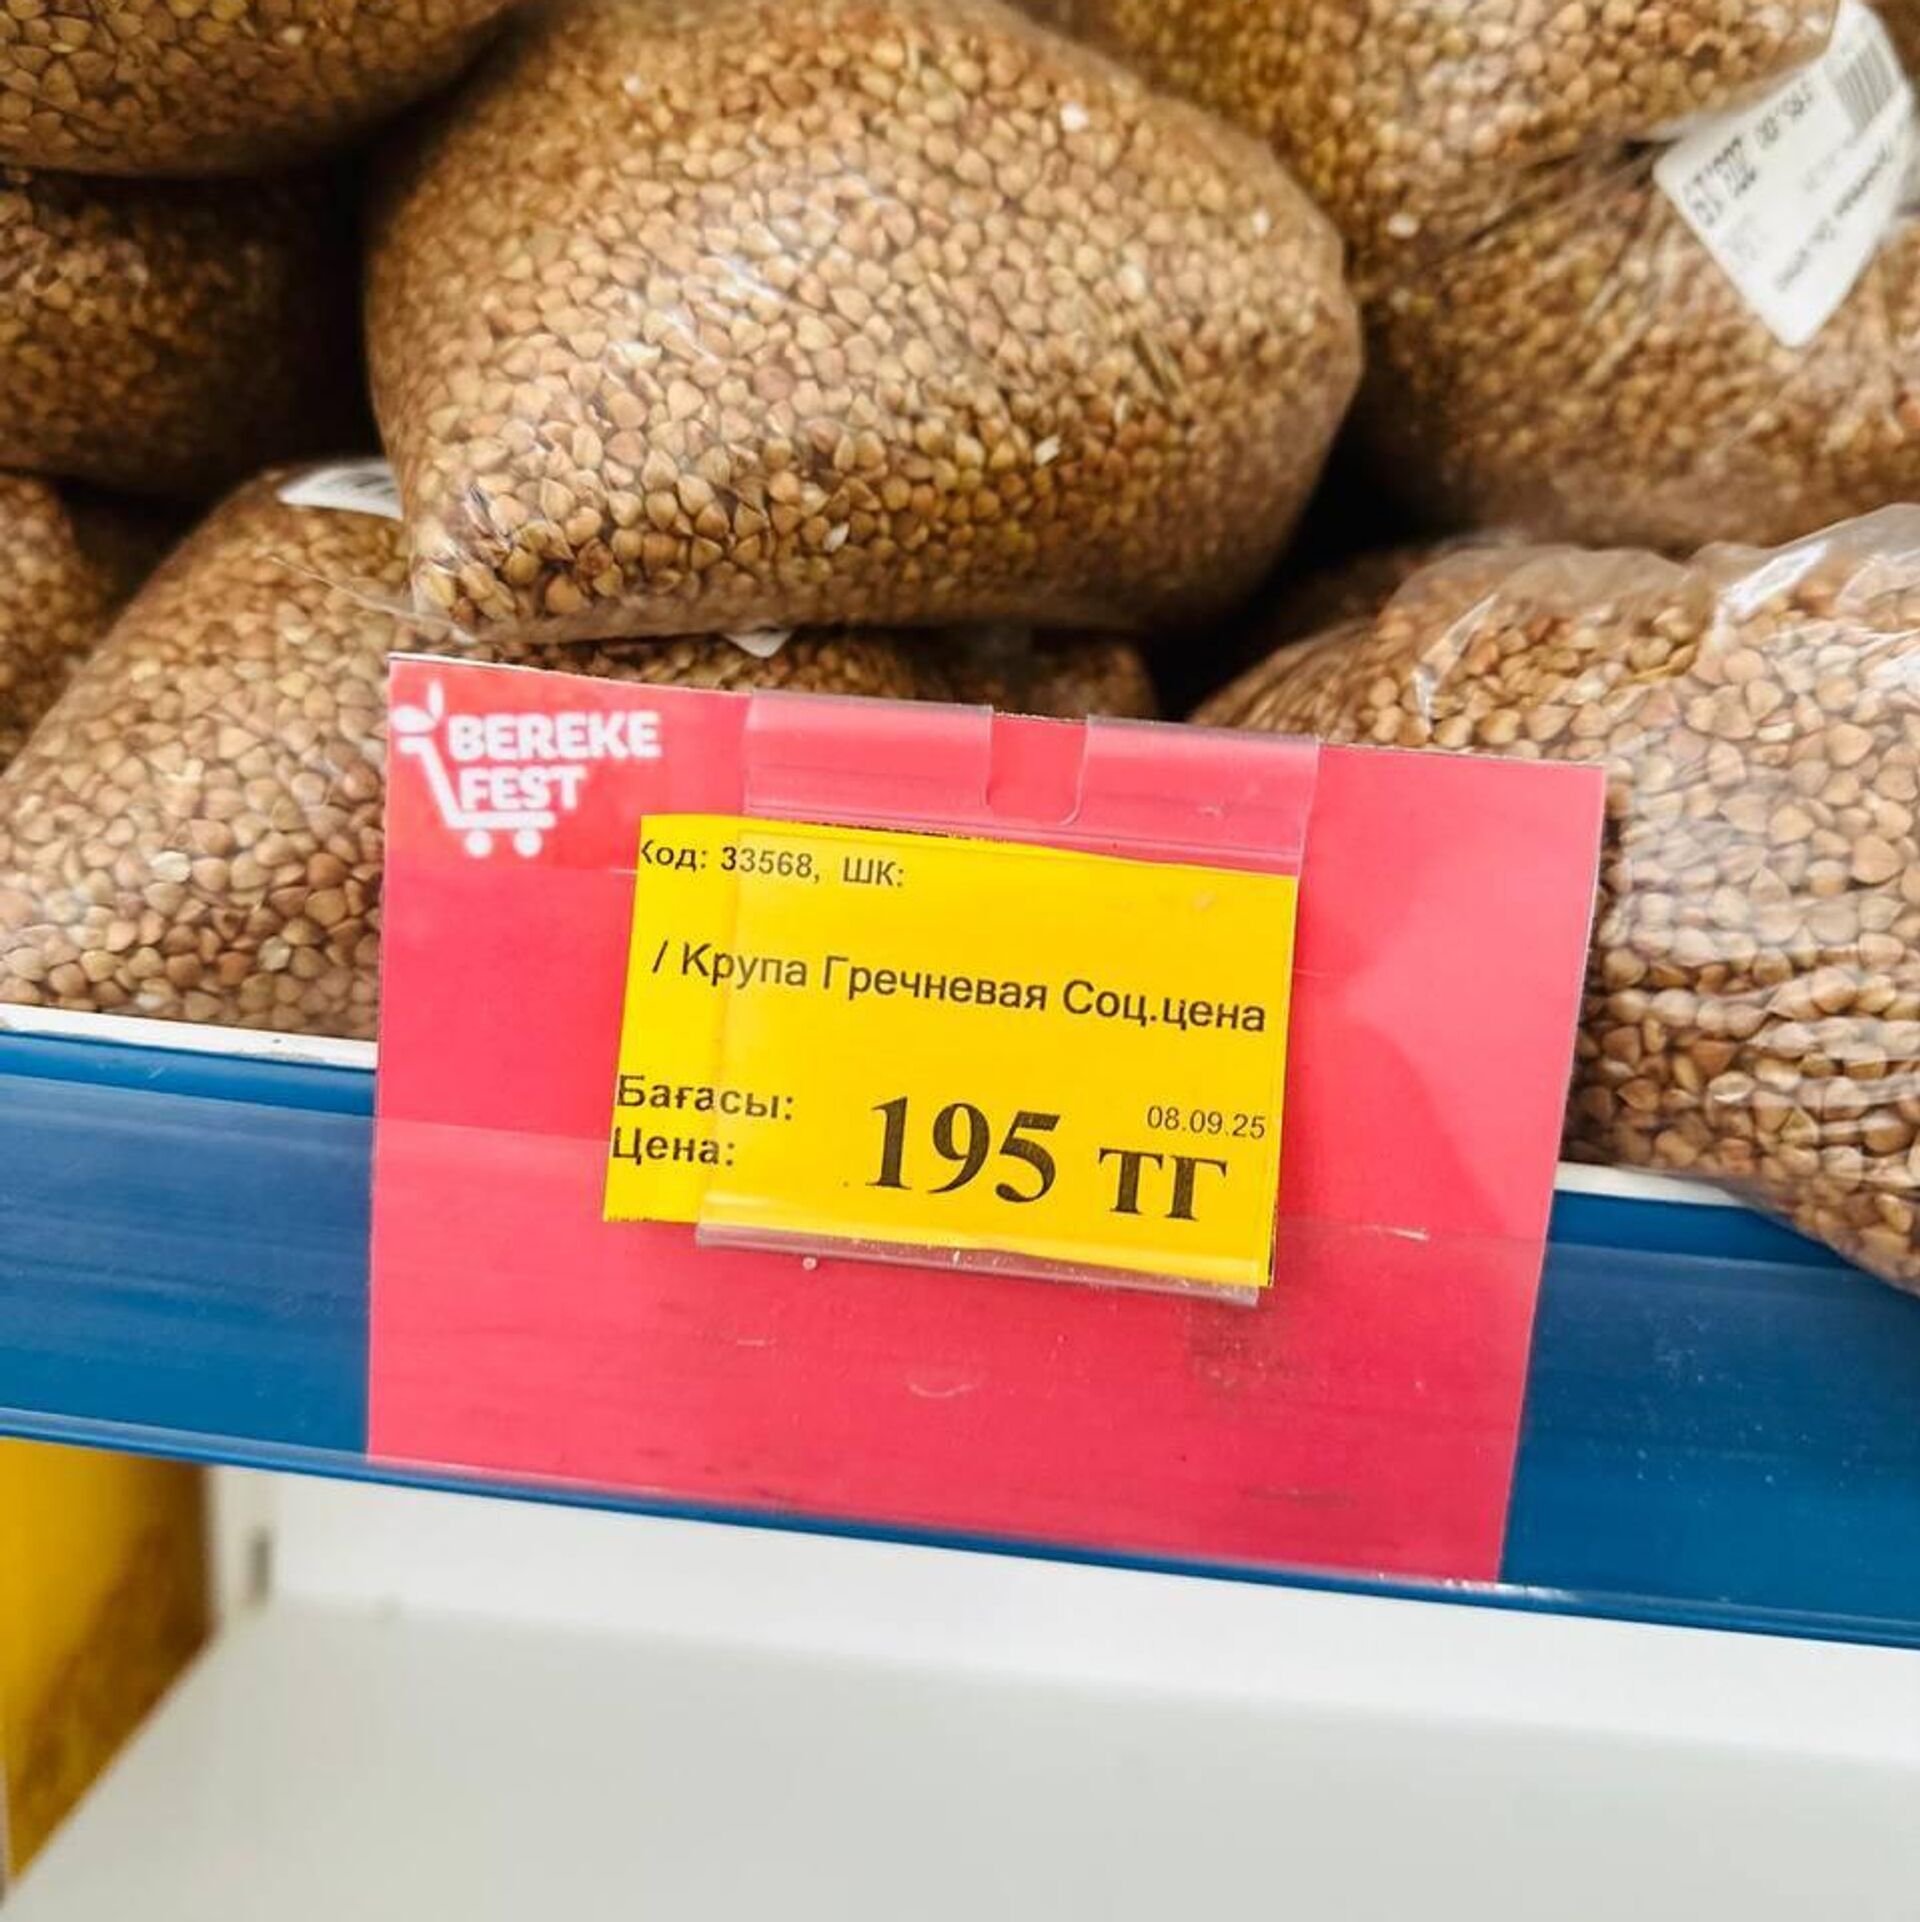 BEREKE
FEST
Код: 33568, ШК:
/ Крупа Гречневая Соц.цена
Бағасы:
Цена:
195 тг
08.09.25